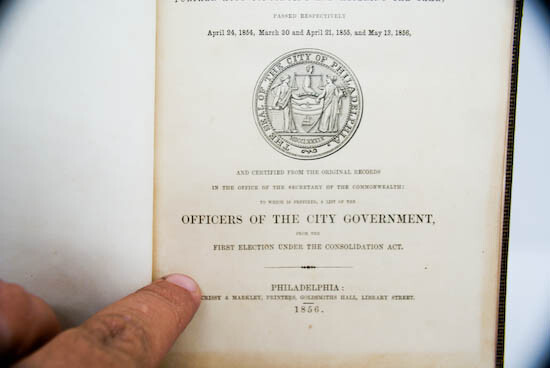 PASSED RESPECTIVELY
April 24, 1854, March 30 and April 21, 1855, and May 13, 1856,
THE SEAL OF THE CITY OF PHILADELPHIA
MDCCLXXXIX
AND CERTIFIED FROM THE ORIGINAL RECORDS
IN THE OFFICE OF THE SECRETARY OF THE COMMONWEALTH:
TO WHICH IS PREFIXED, A LIST OF THE
OFFICERS OF THE CITY GOVERNMENT,
FROM THE
FIRST ELECTION UNDER THE CONSOLIDATION ACT.
PHILADELPHIA:
CRISSY & MARKLEY, PRINTERS, GOLDSMITHS HALL, LIBRARY STREET.
1856.